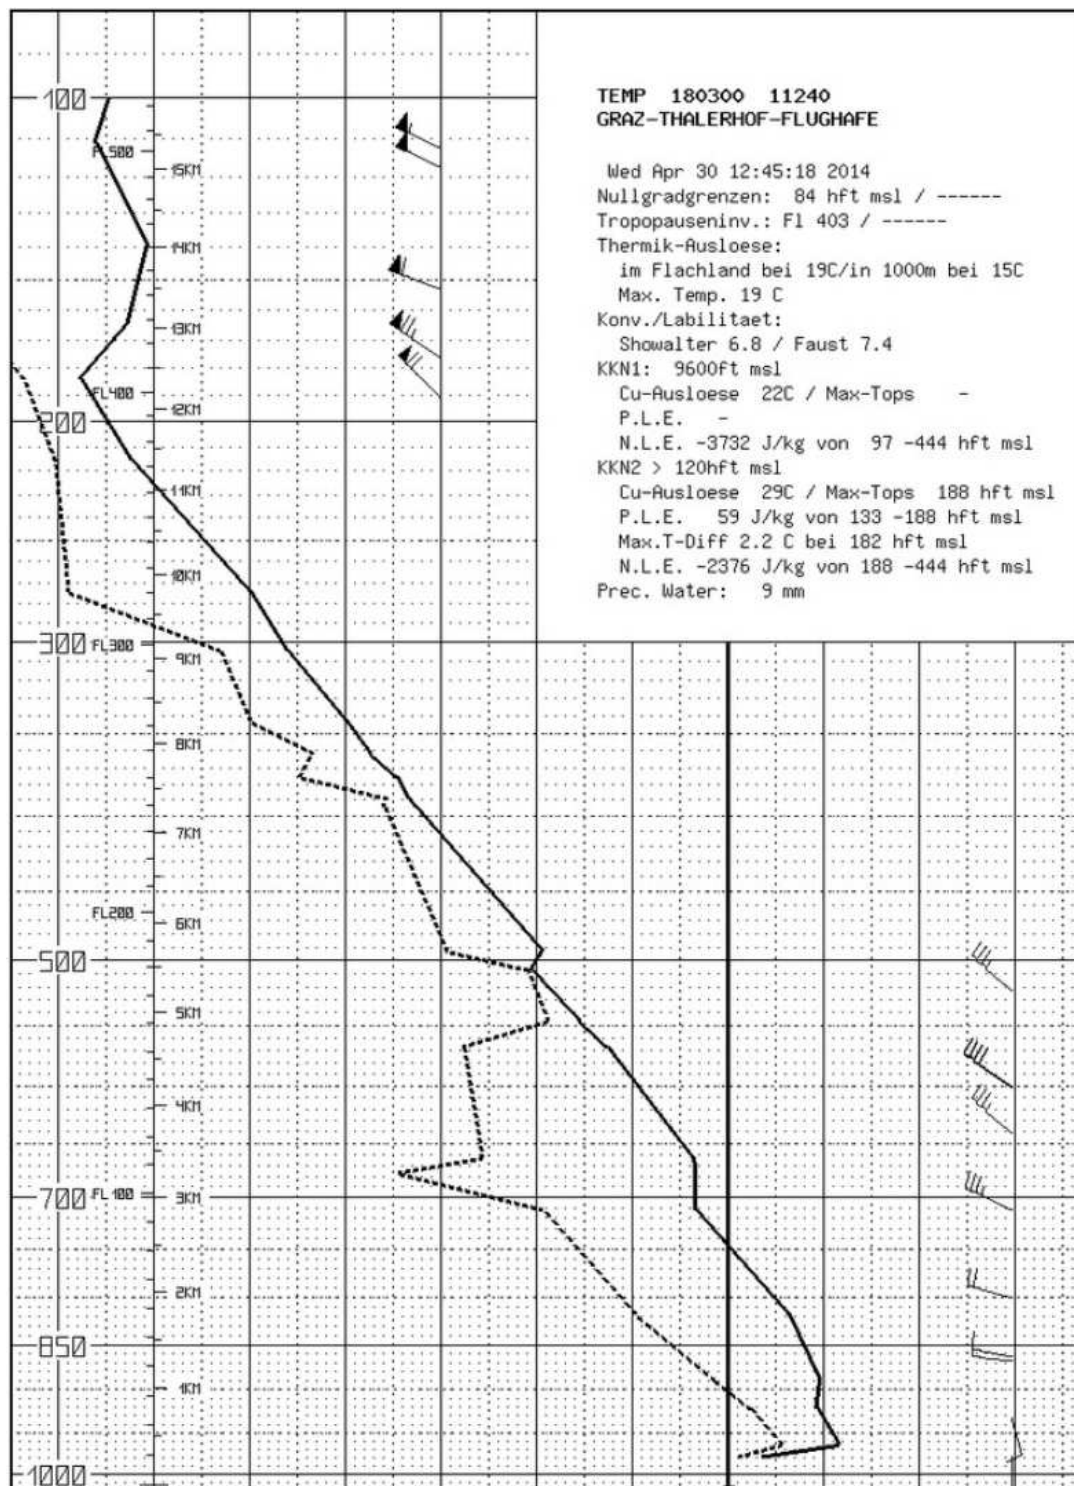 TEMP 180300 11240
GRAZ-THALERHOF-FLUGHAFE
Wed Apr 30 12:45:18 2014
Nullgradgrenzen: 84 hft msl / ------
Tropopauseninv.: Fl 403 / ------
Thermik-Ausloese:
im Flachland bei 19C/in 1000m bei 15C
Max. Temp. 19 C
Konv./Labilitaet:
Showalter 6.8 / Faust 7.4
KKN1: 9600ft msl
Cu-Ausloese 22C / Max-Tops -
P.L.E. -
N.L.E. -3732 J/kg von 97 -444 hft msl
KKN2 > 120hft msl
Cu-Ausloese 29C / Max-Tops 188 hft msl
P.L.E. 59 J/kg von 133 -188 hft msl
Max.T-Diff 2.2 C bei 182 hft msl
N.L.E. -2376 J/kg von 188 -444 hft msl
Prec. Water: 9 mm
100
FL500
15KM
14KM
13KM
FL400
12KM
200
11KM
10KM
300
FL300
9KM
8KM
7KM
FL200
6KM
500
5KM
4KM
700
FL100
3KM
2KM
850
1KM
1000